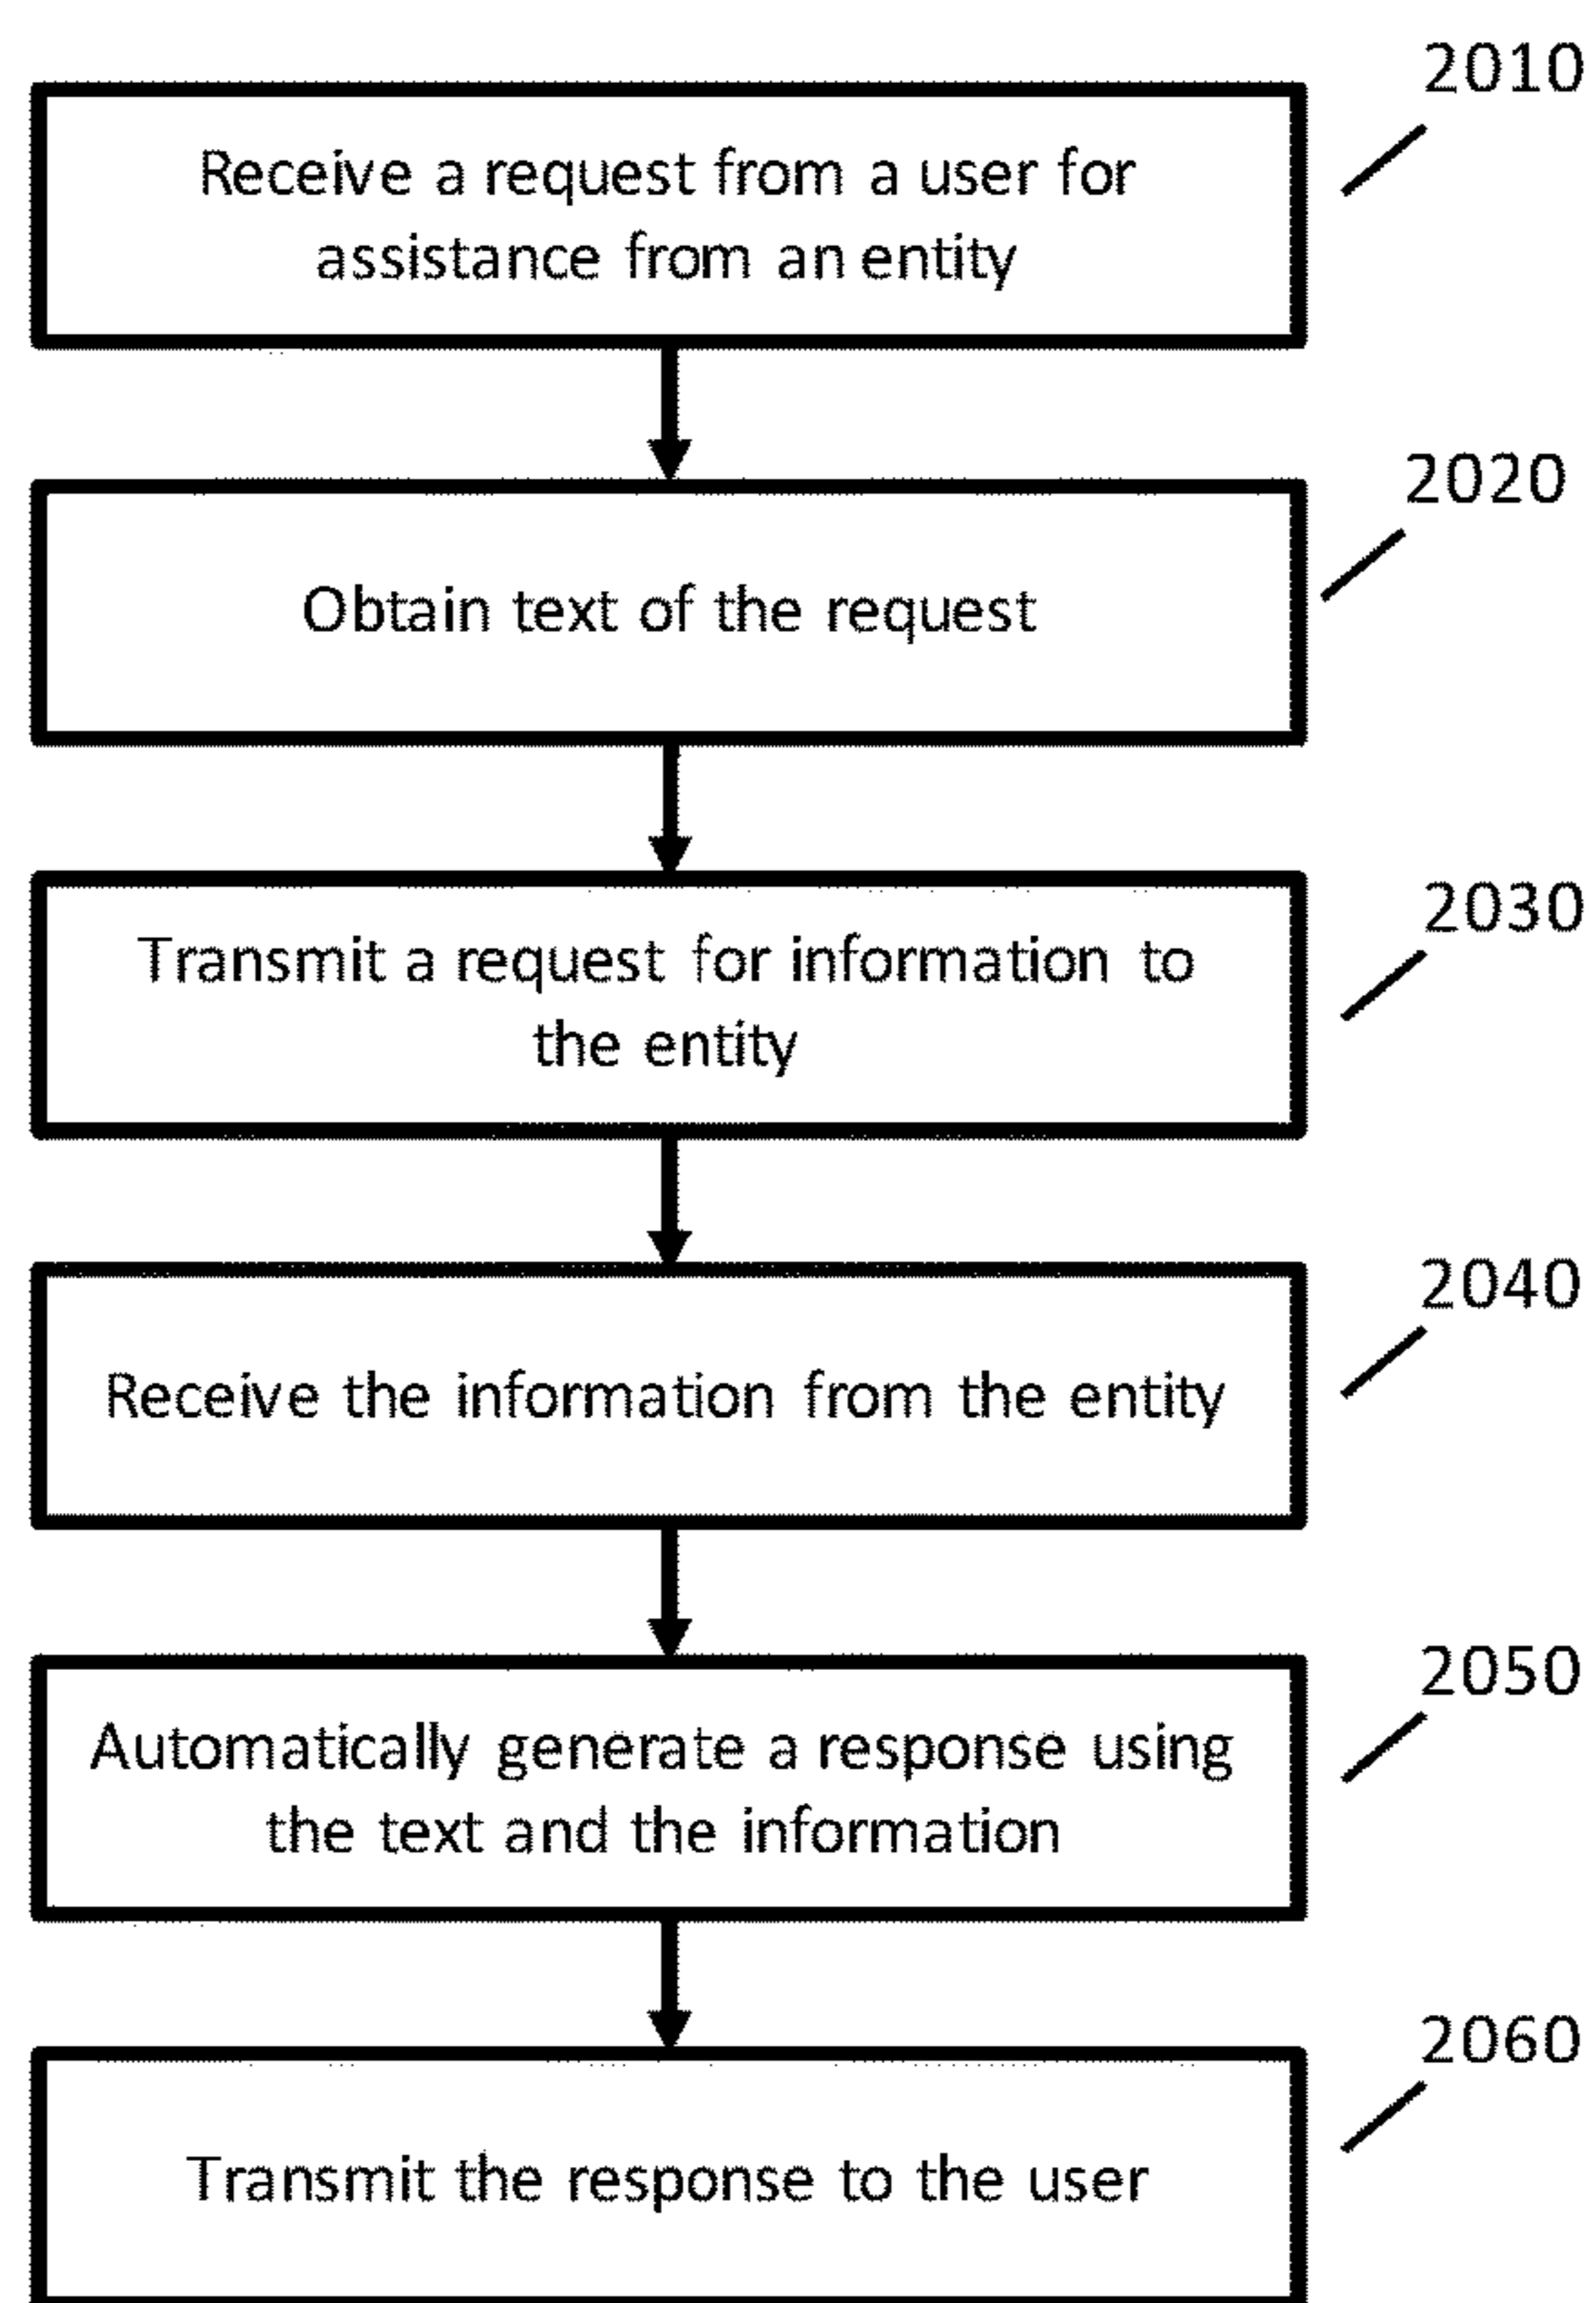 2010
Receive a request from a user for
assistance from an entity
2020
Obtain text of the request
2030
Transmit a request for information to
the entity
2040
Receive the information from the entity
2050
Automatically generate a response using
the text and the information
2060
Transmit the response to the user